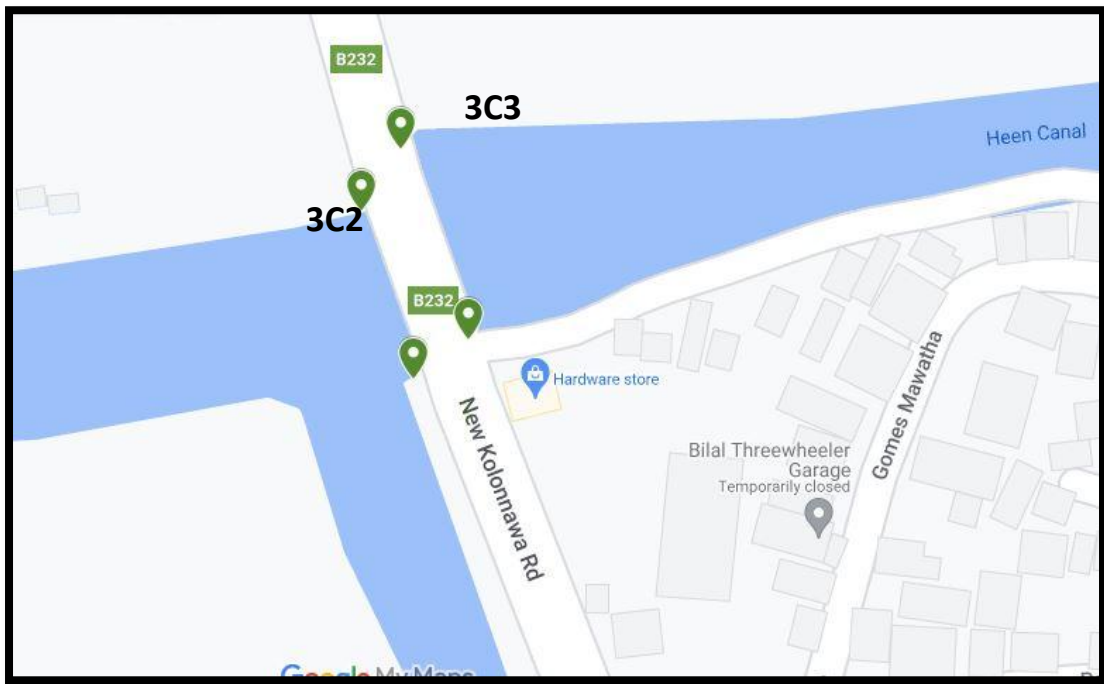 B232
3C3
Heen Canal
3C2
B232
Hardware store
New Kolonnawa Rd
Gomes Mawatha
Bilal Threewheeler
Garage
Temporarily closed
Google My Maps